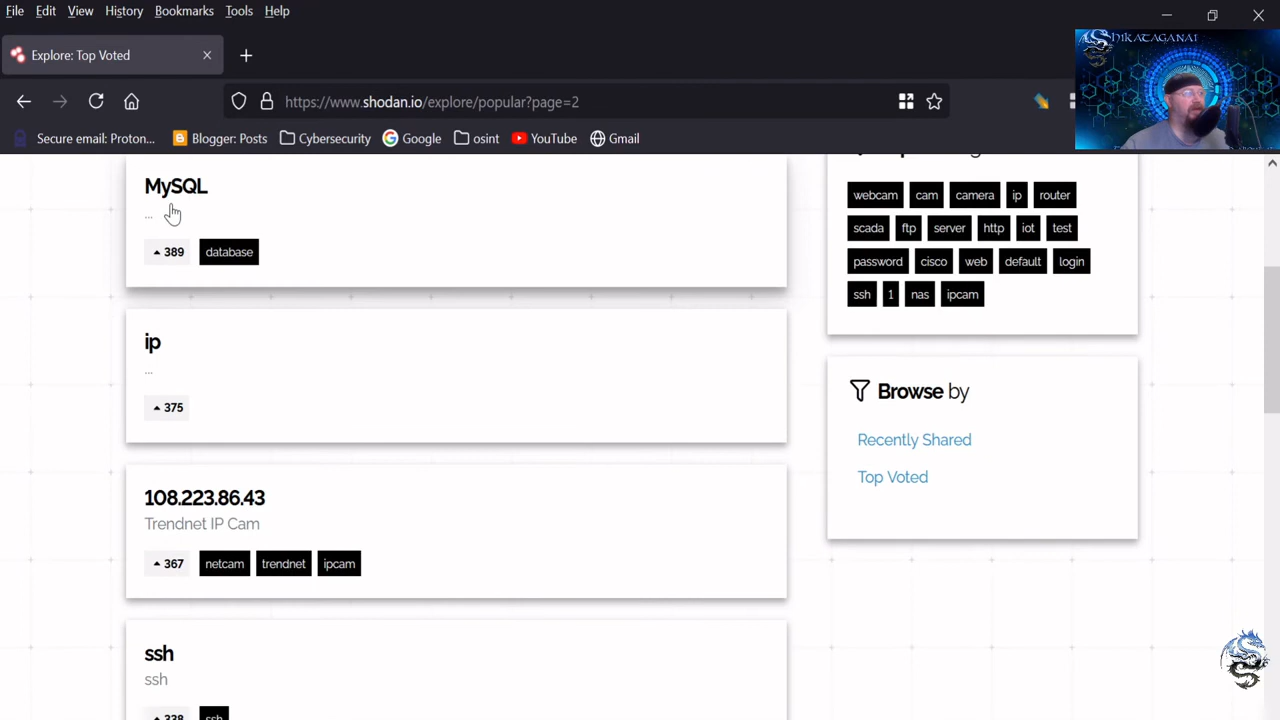 File Edit View History Bookmarks Tools Help
Explore: Top Voted
https://www.shodan.io/explore/popular?page=2
Secure email: Proton... Blogger: Posts Cybersecurity Google osint YouTube Gmail
SHIKATAGANAI
MySQL
...
389 database
ip
...
375
108.223.86.43
Trendnet IP Cam
367 netcam trendnet ipcam
ssh
ssh
338 ssh
webcam cam camera ip router
scada ftp server http iot test
password cisco web default login
ssh 1 nas ipcam
Browse by
Recently Shared
Top Voted